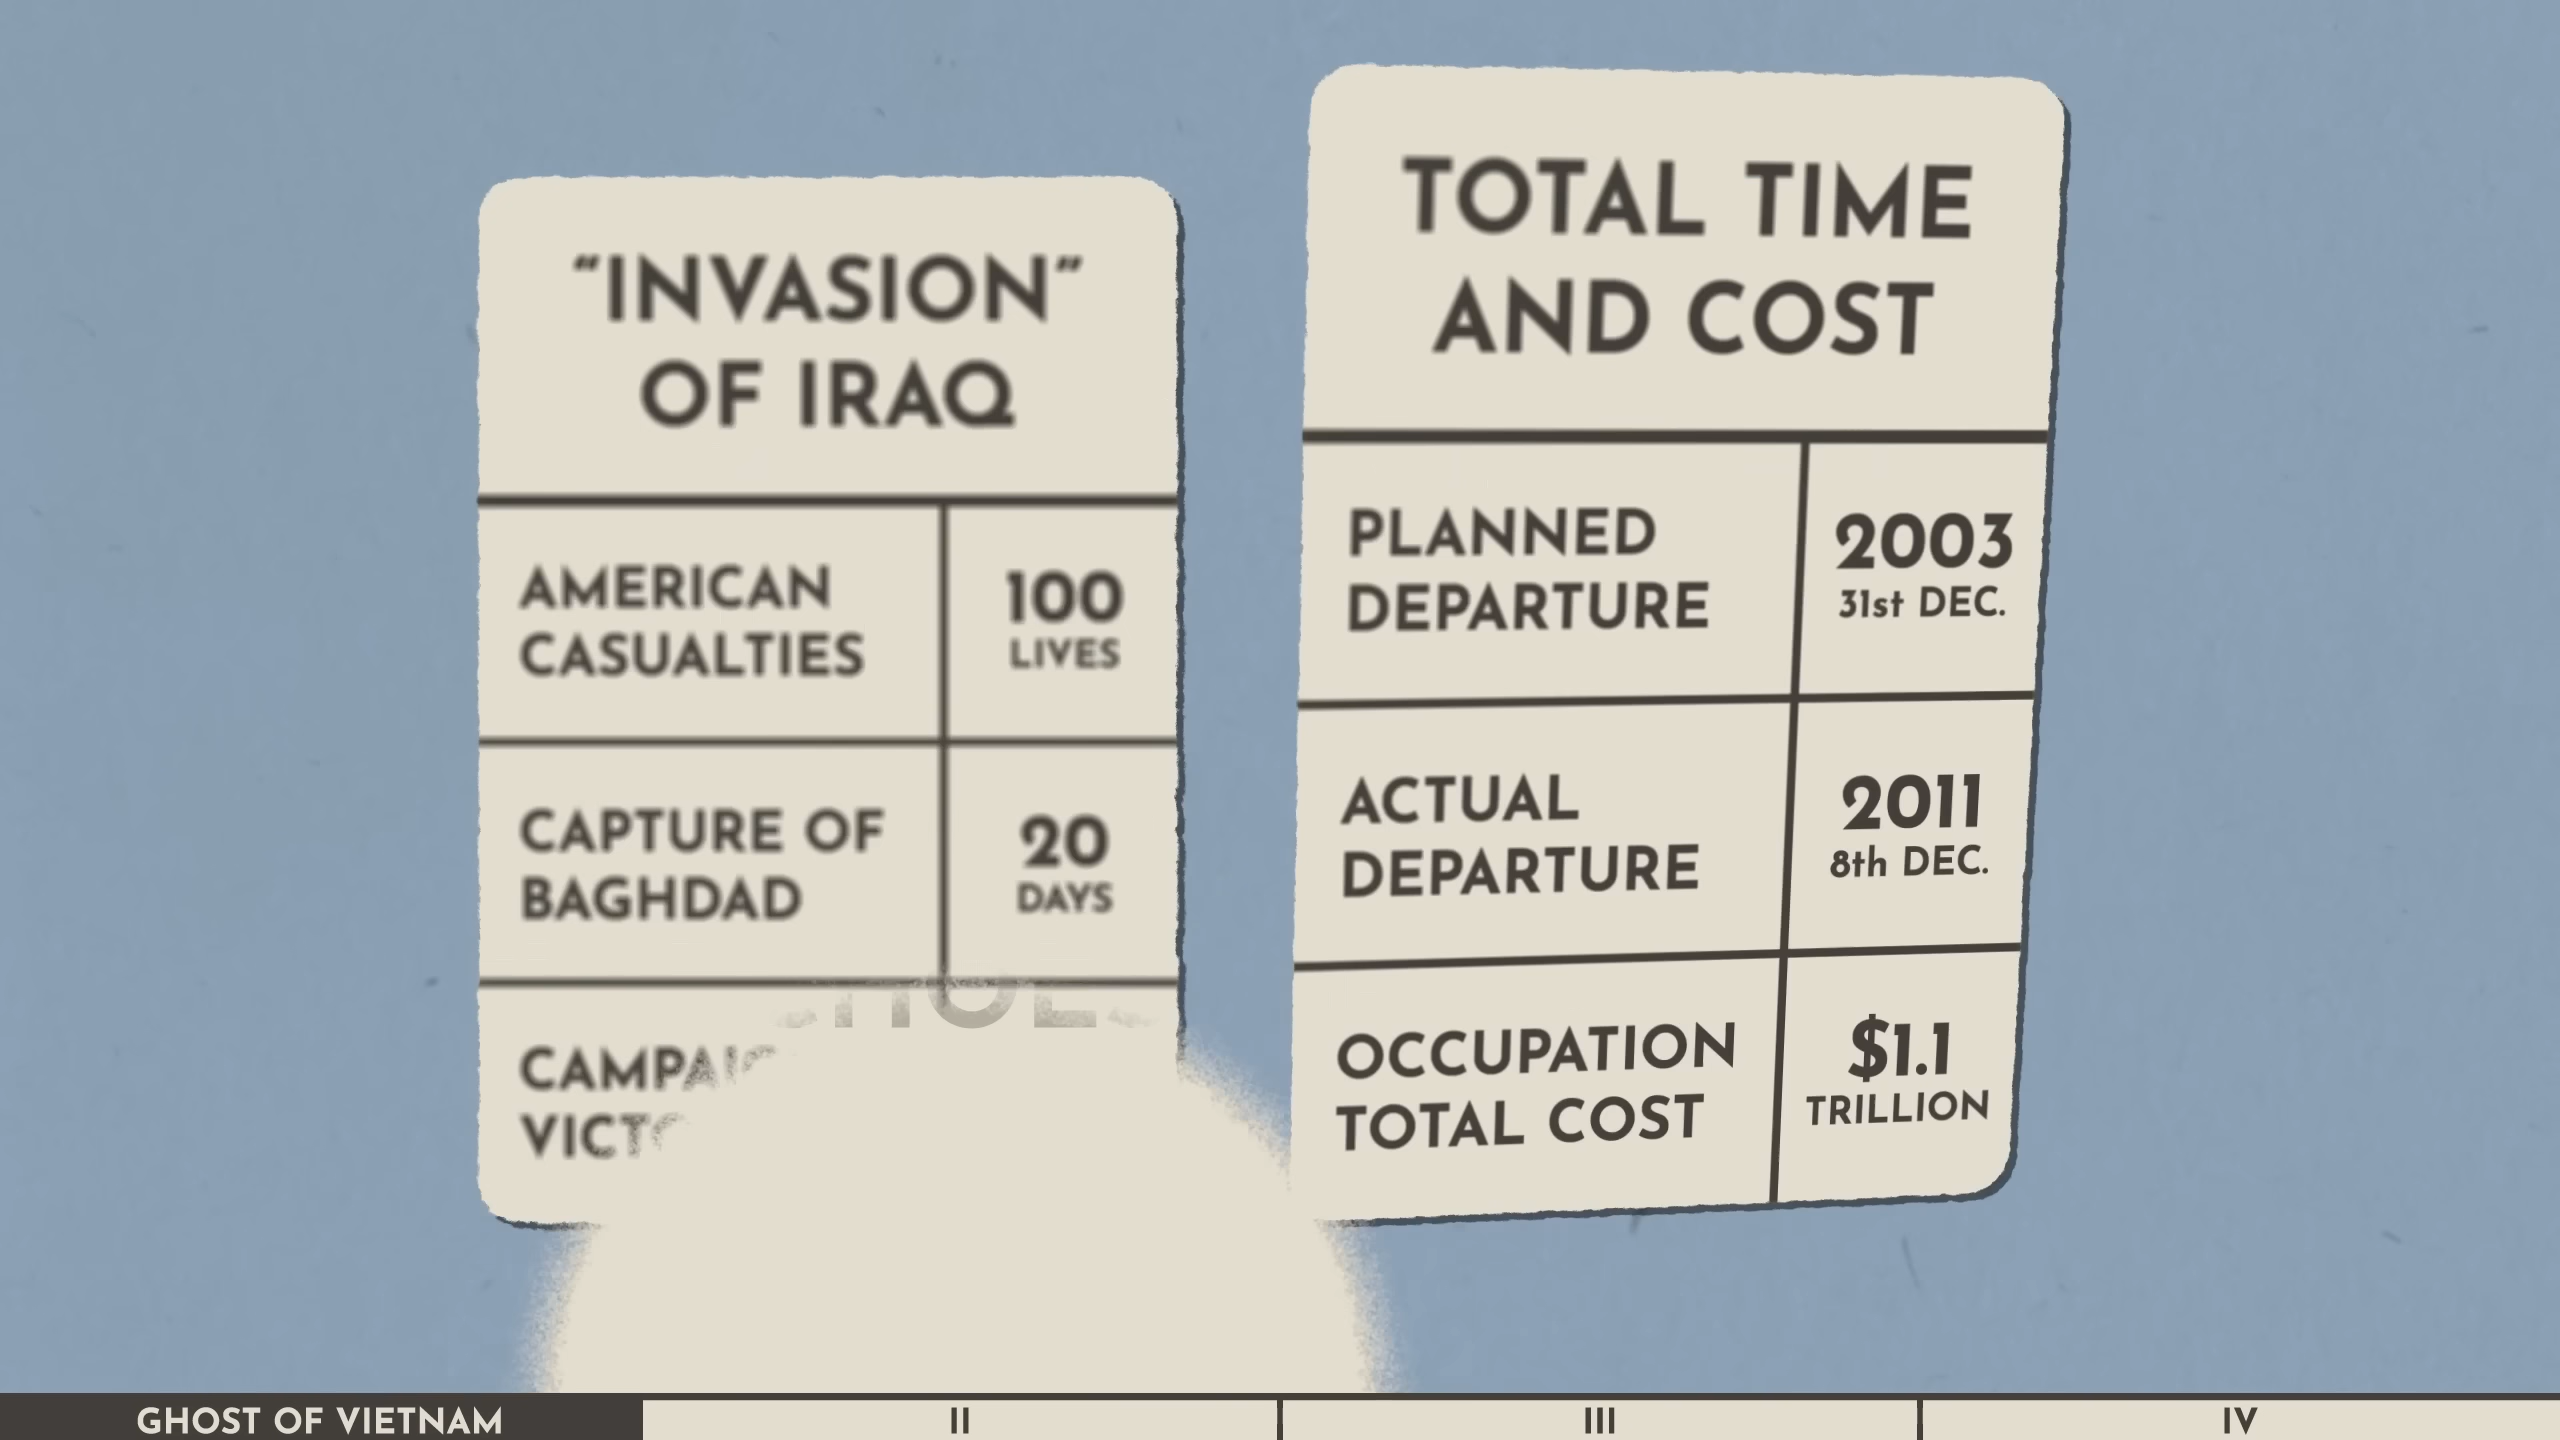 “INVASION”
OF IRAQ
AMERICAN
CASUALTIES
100
LIVES
CAPTURE OF
BAGHDAD
20
DAYS
TOTAL TIME
AND COST
PLANNED
DEPARTURE
2003
31st DEC.
ACTUAL
DEPARTURE
2011
8th DEC.
OCCUPATION
TOTAL COST
$1.1
TRILLION
GHOST OF VIETNAM
II
III
IV